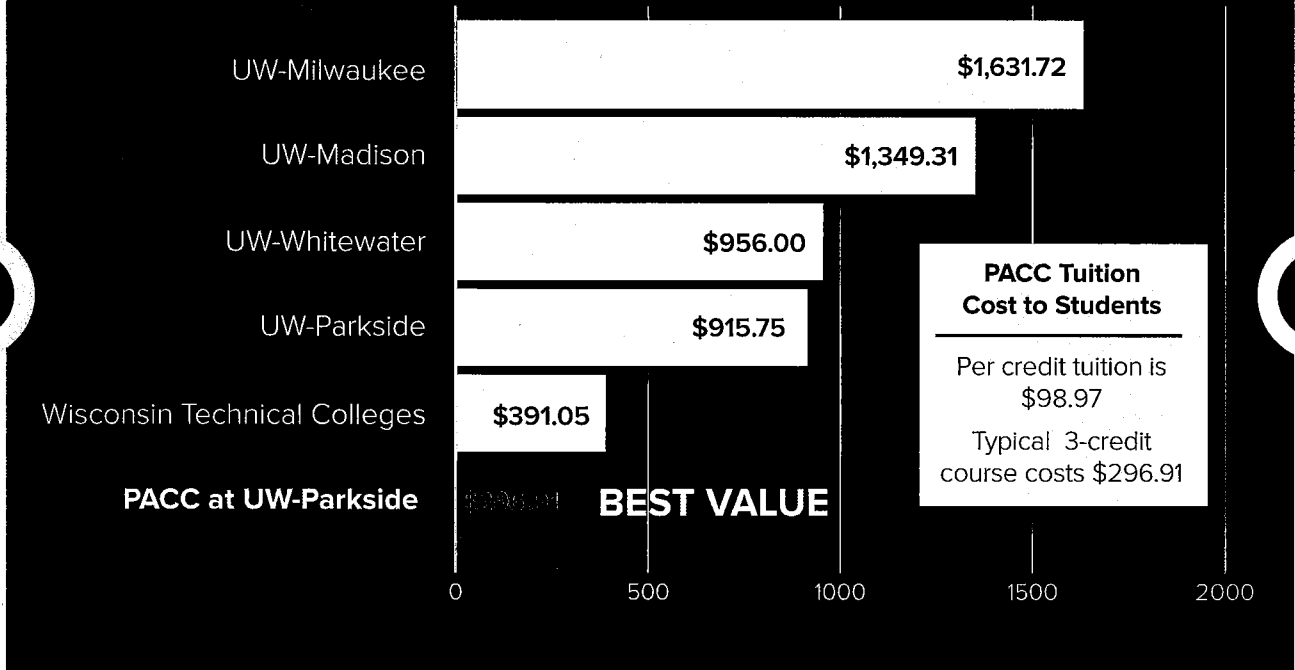 UW-Milwaukee $1,631.72
UW-Madison $1,349.31
UW-Whitewater $956.00
UW-Parkside $915.75
Wisconsin Technical Colleges $391.05
PACC at UW-Parkside BEST VALUE
0 500 1000 1500 2000
PACC Tuition
Cost to Students
Per credit tuition is
$98.97
Typical 3-credit
course costs $296.91